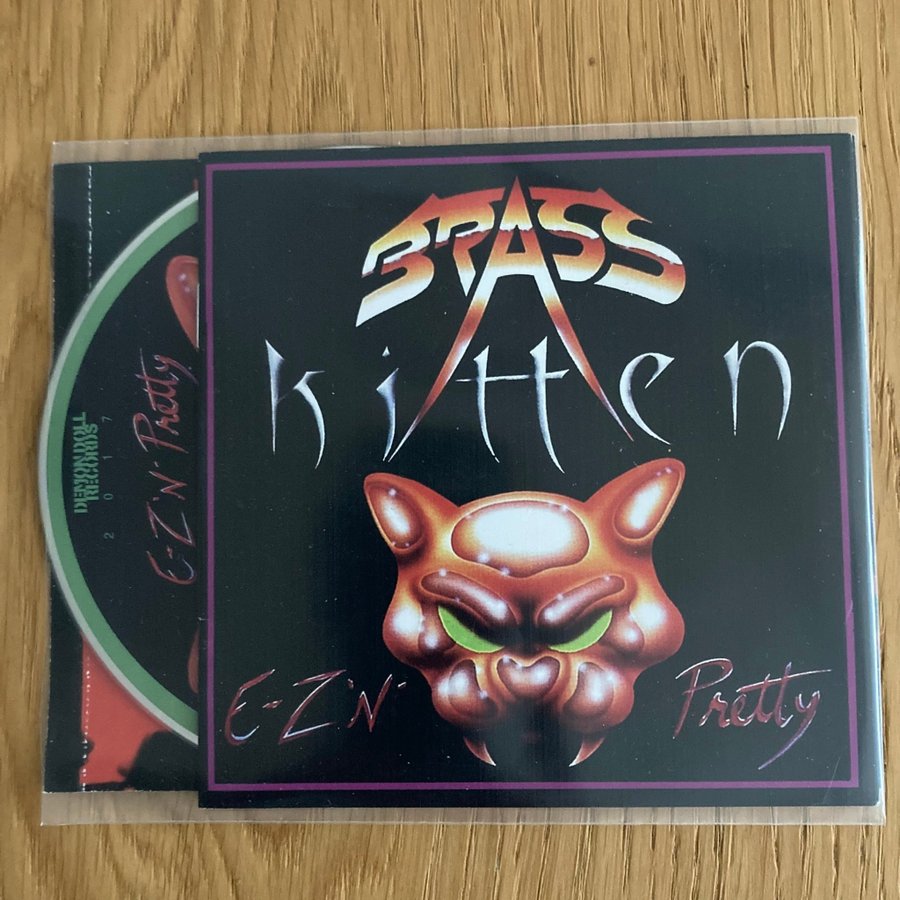 BRASS
kitten
E-Z'N'
Pretty
E-Z'N' Pretty
DEMON DOLL
RECORDS
2017